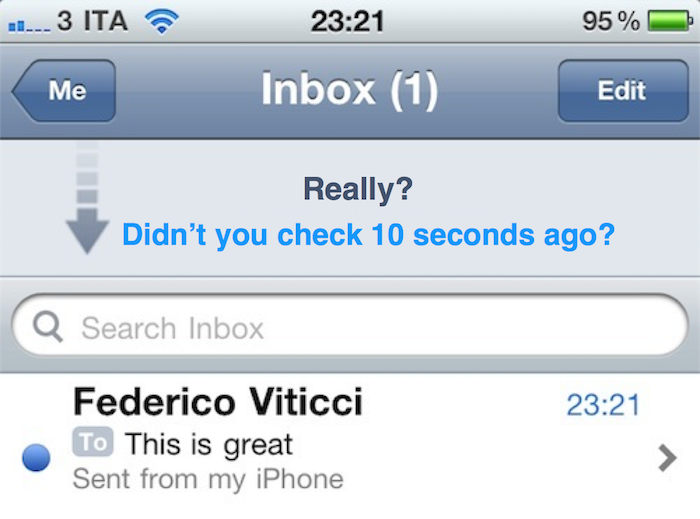 3 ITA 23:21 95 %
Me Inbox (1) Edit
Really?
Didn’t you check 10 seconds ago?
Search Inbox
Federico Viticci 23:21
To This is great
Sent from my iPhone